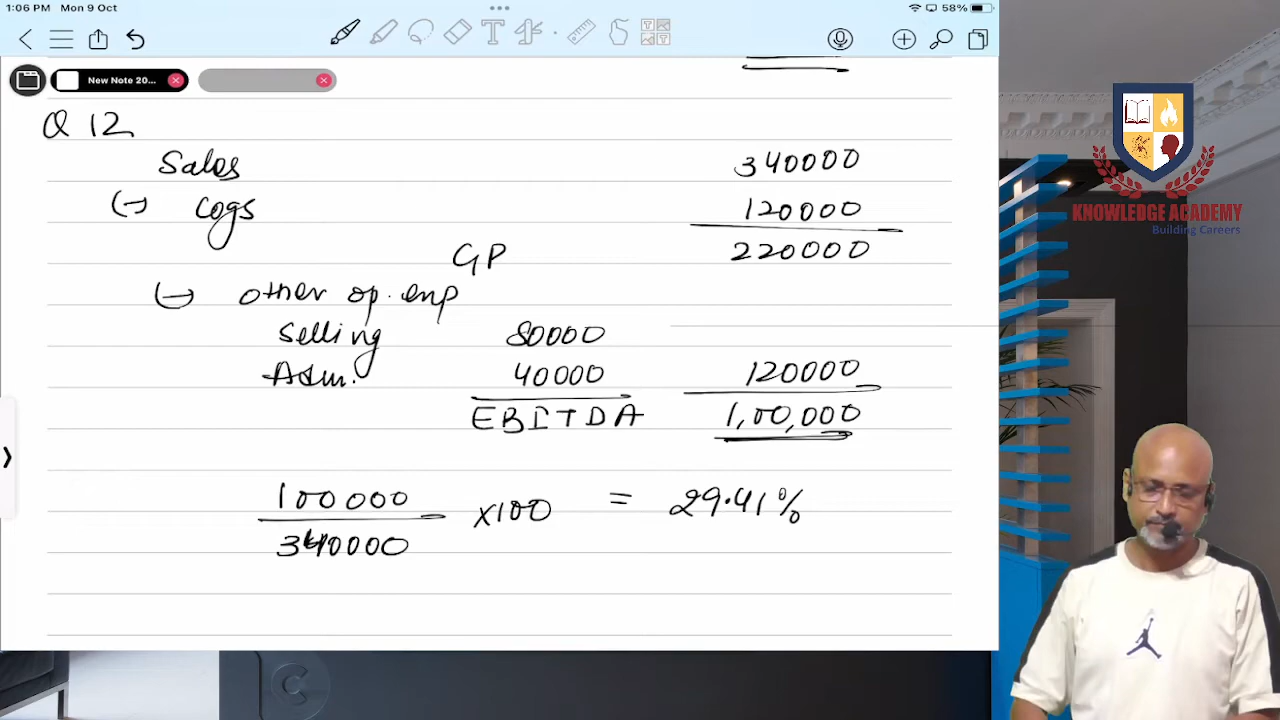 1:06 PM Mon 9 Oct
58%
New Note 20...
Q 12
Sales 340000
(-) Cogs 120000
GP 220000
(-) other op. exp
Selling 80000
Adm. 40000 120000
EBITDA 1,00,000
100000
340000
x100 = 29.41%
KNOWLEDGE ACADEMY
Building Careers